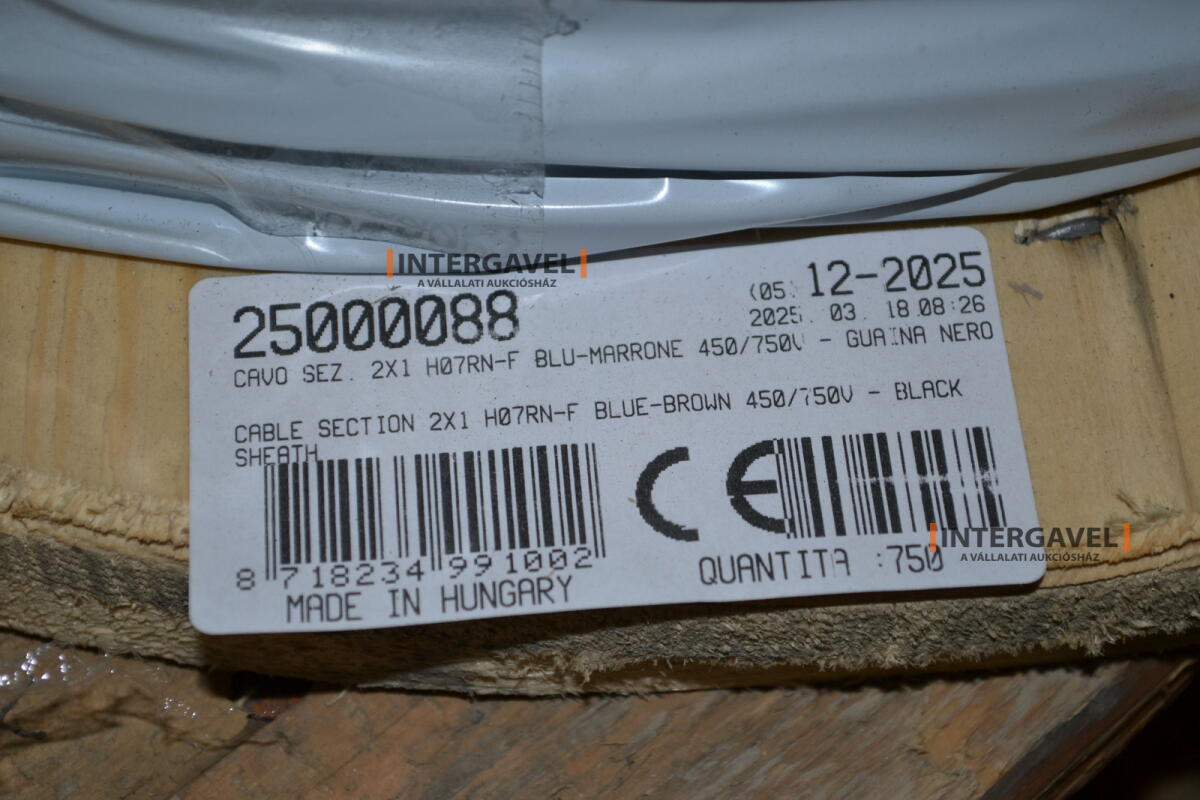 INTERGAVEL
A VÁLLALATI AUKCIÓSHÁZ
25000088
(05. 12-2025
2025. 03. 18 08:26
CAVO SEZ. 2X1 H07RN-F BLU-MARRONE 450/750V - GUAINA NERO
CABLE SECTION 2X1 H07RN-F BLUE-BROWN 450/750V - BLACK
SHEATH
CE
8 718234 991002
MADE IN HUNGARY
QUANTITA :750
INTERGAVEL
A VÁLLALATI AUKCIÓSHÁZ